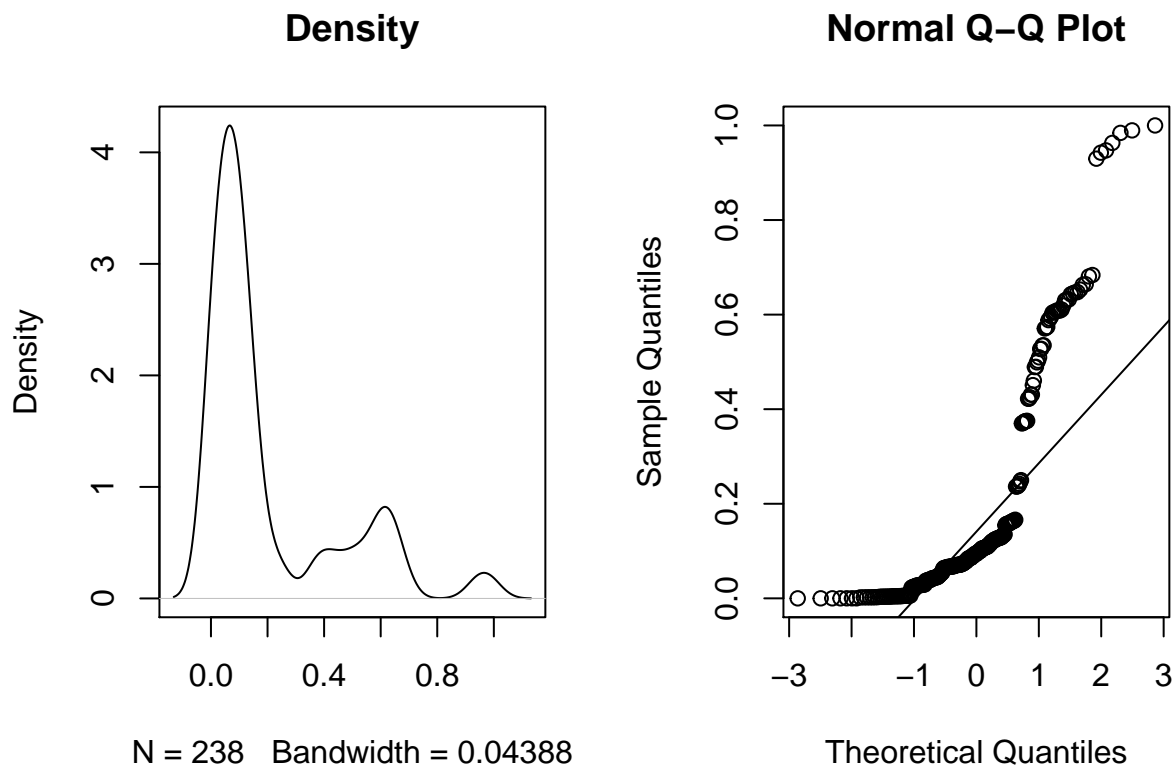 Density
Density
4
3
2
1
0
0.0 0.4 0.8
N = 238 Bandwidth = 0.04388
Normal Q−Q Plot
Sample Quantiles
1.0
0.8
0.6
0.4
0.2
0.0
−3 −1 0 1 2 3
Theoretical Quantiles